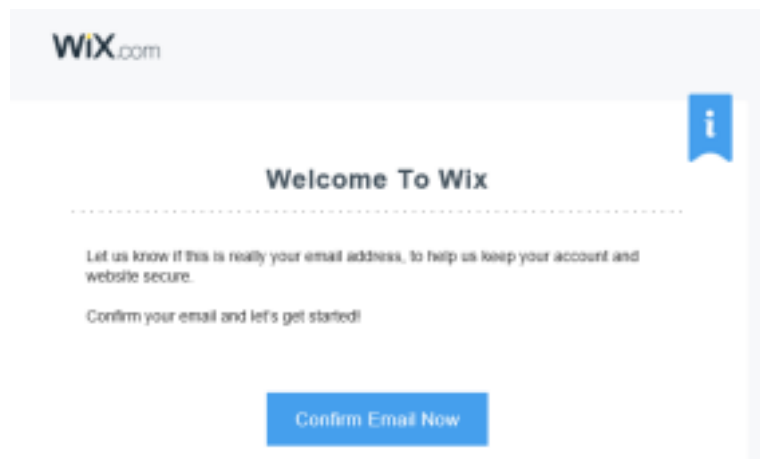 WiX.com
i
Welcome To Wix
Let us know if this is really your email address, to help us keep your account and
website secure.
Confirm your email and let's get started!
Confirm Email Now